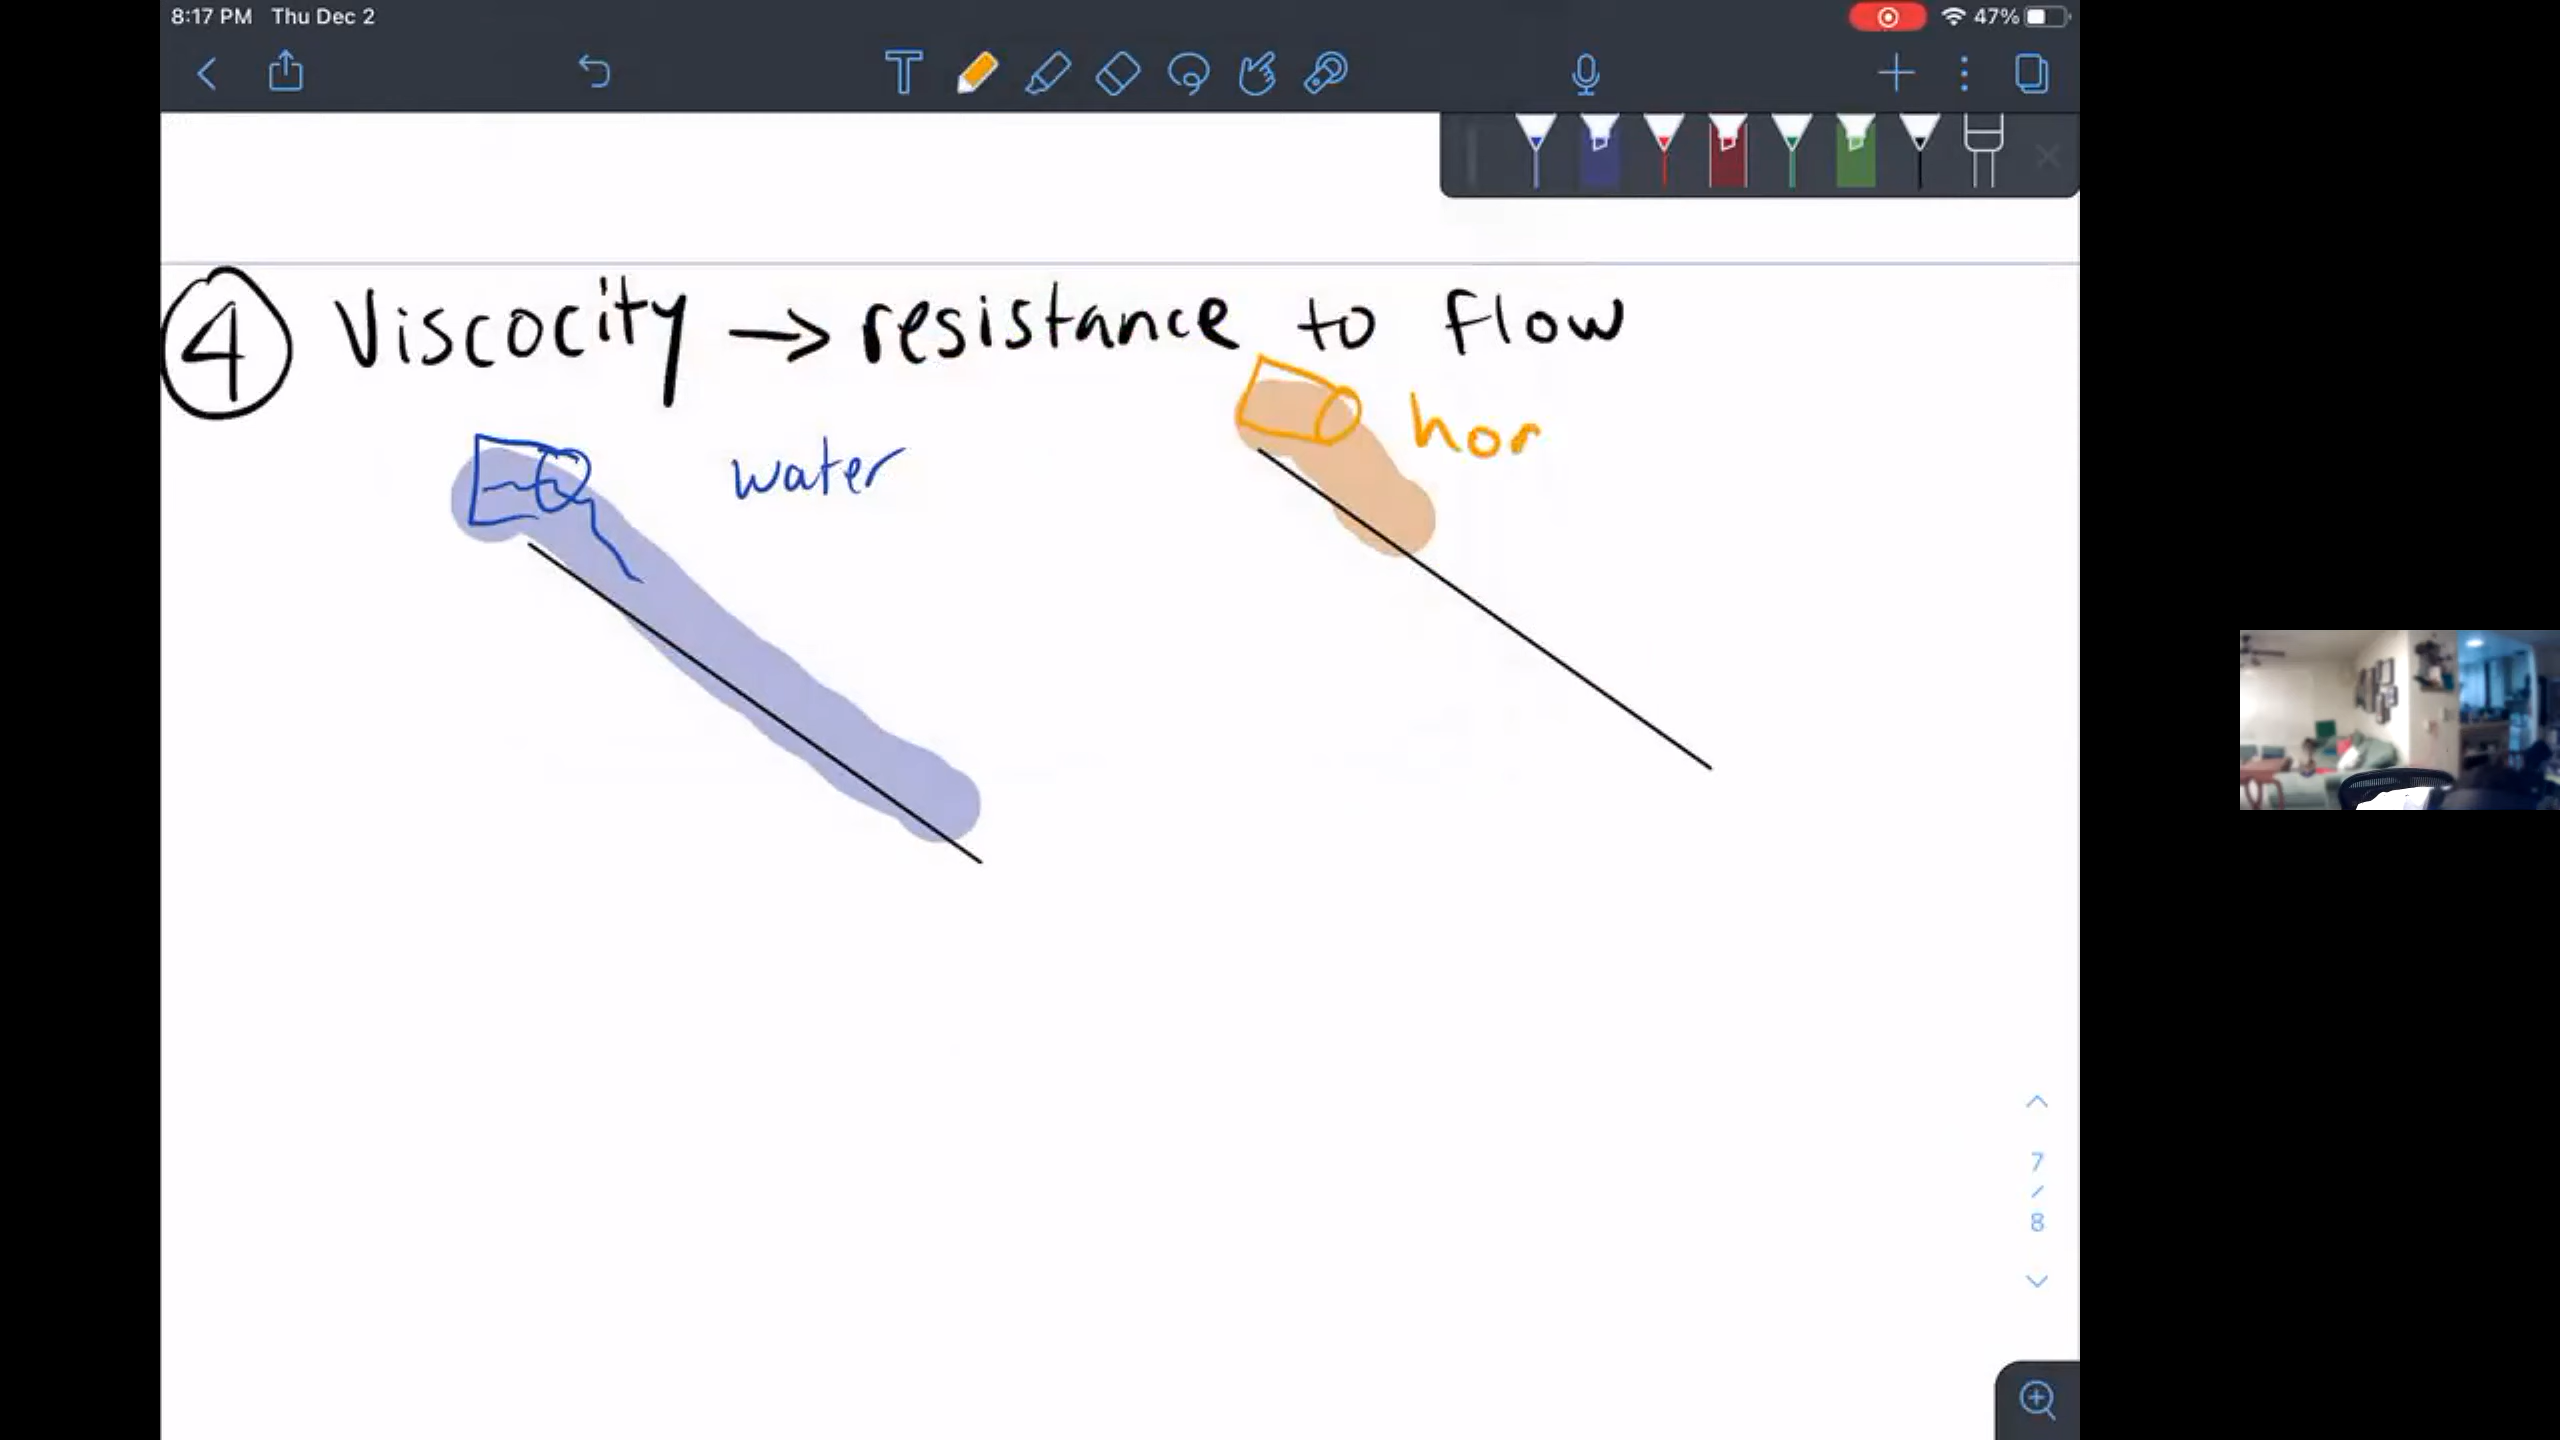 8:17 PM Thu Dec 2
47%
T
4 Viscocity → resistance to flow
hor
water
7
/
8